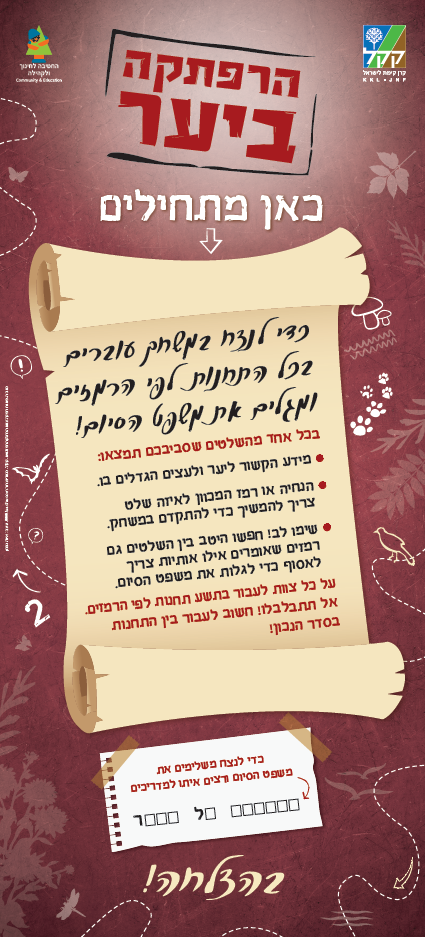 החטיבה לחינוך
ולקהילה
Community & Education
קק"ל
קרן קימת לישראל
KKL • JNF
הרפתקה
ביער
כאן מתחילים
כדי לנצח במשחק עוברים
בכל התחנות לפי הרמזים
ומגלים את משפט הסיום!
בכל אחד מהשלטים שסביבכם תמצאו:
מידע הקשור ליער ולעצים הגדלים בו.
הנחיה או רמז המכוון לאיזה שלט
צריך להמשיך כדי להתקדם במשחק.
שימו לב! חפשו היטב בין השלטים גם
רמזים שאומרים אילו אותיות צריך
לאסוף כדי לגלות את משפט הסיום.
על כל צוות לעבור בתשע תחנות לפי הרמזים.
אל תתבלבלו! חשוב לעבור בין התחנות
בסדר הנכון!
!
?
2
כדי לנצח משלימים את
משפט הסיום ורצים איתו למדריכים
□□□□□□ □ל □□□ר
בהצלחה!